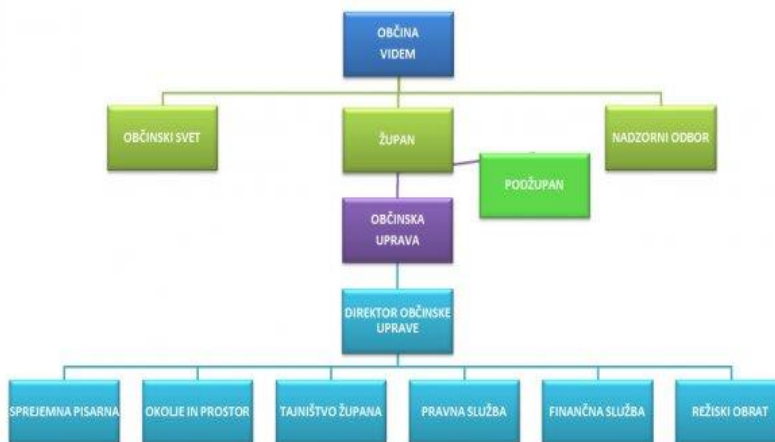 OBČINA
VIDEM
OBČINSKI SVET
ŽUPAN
NADZORNI ODBOR
PODŽUPAN
OBČINSKA
UPRAVA
DIREKTOR OBČINSKE
UPRAVE
SPREJEMNA PISARNA
OKOLJE IN PROSTOR
TAJNIŠTVO ŽUPANA
PRAVNA SLUŽBA
FINANČNA SLUŽBA
REŽISKI OBRAT